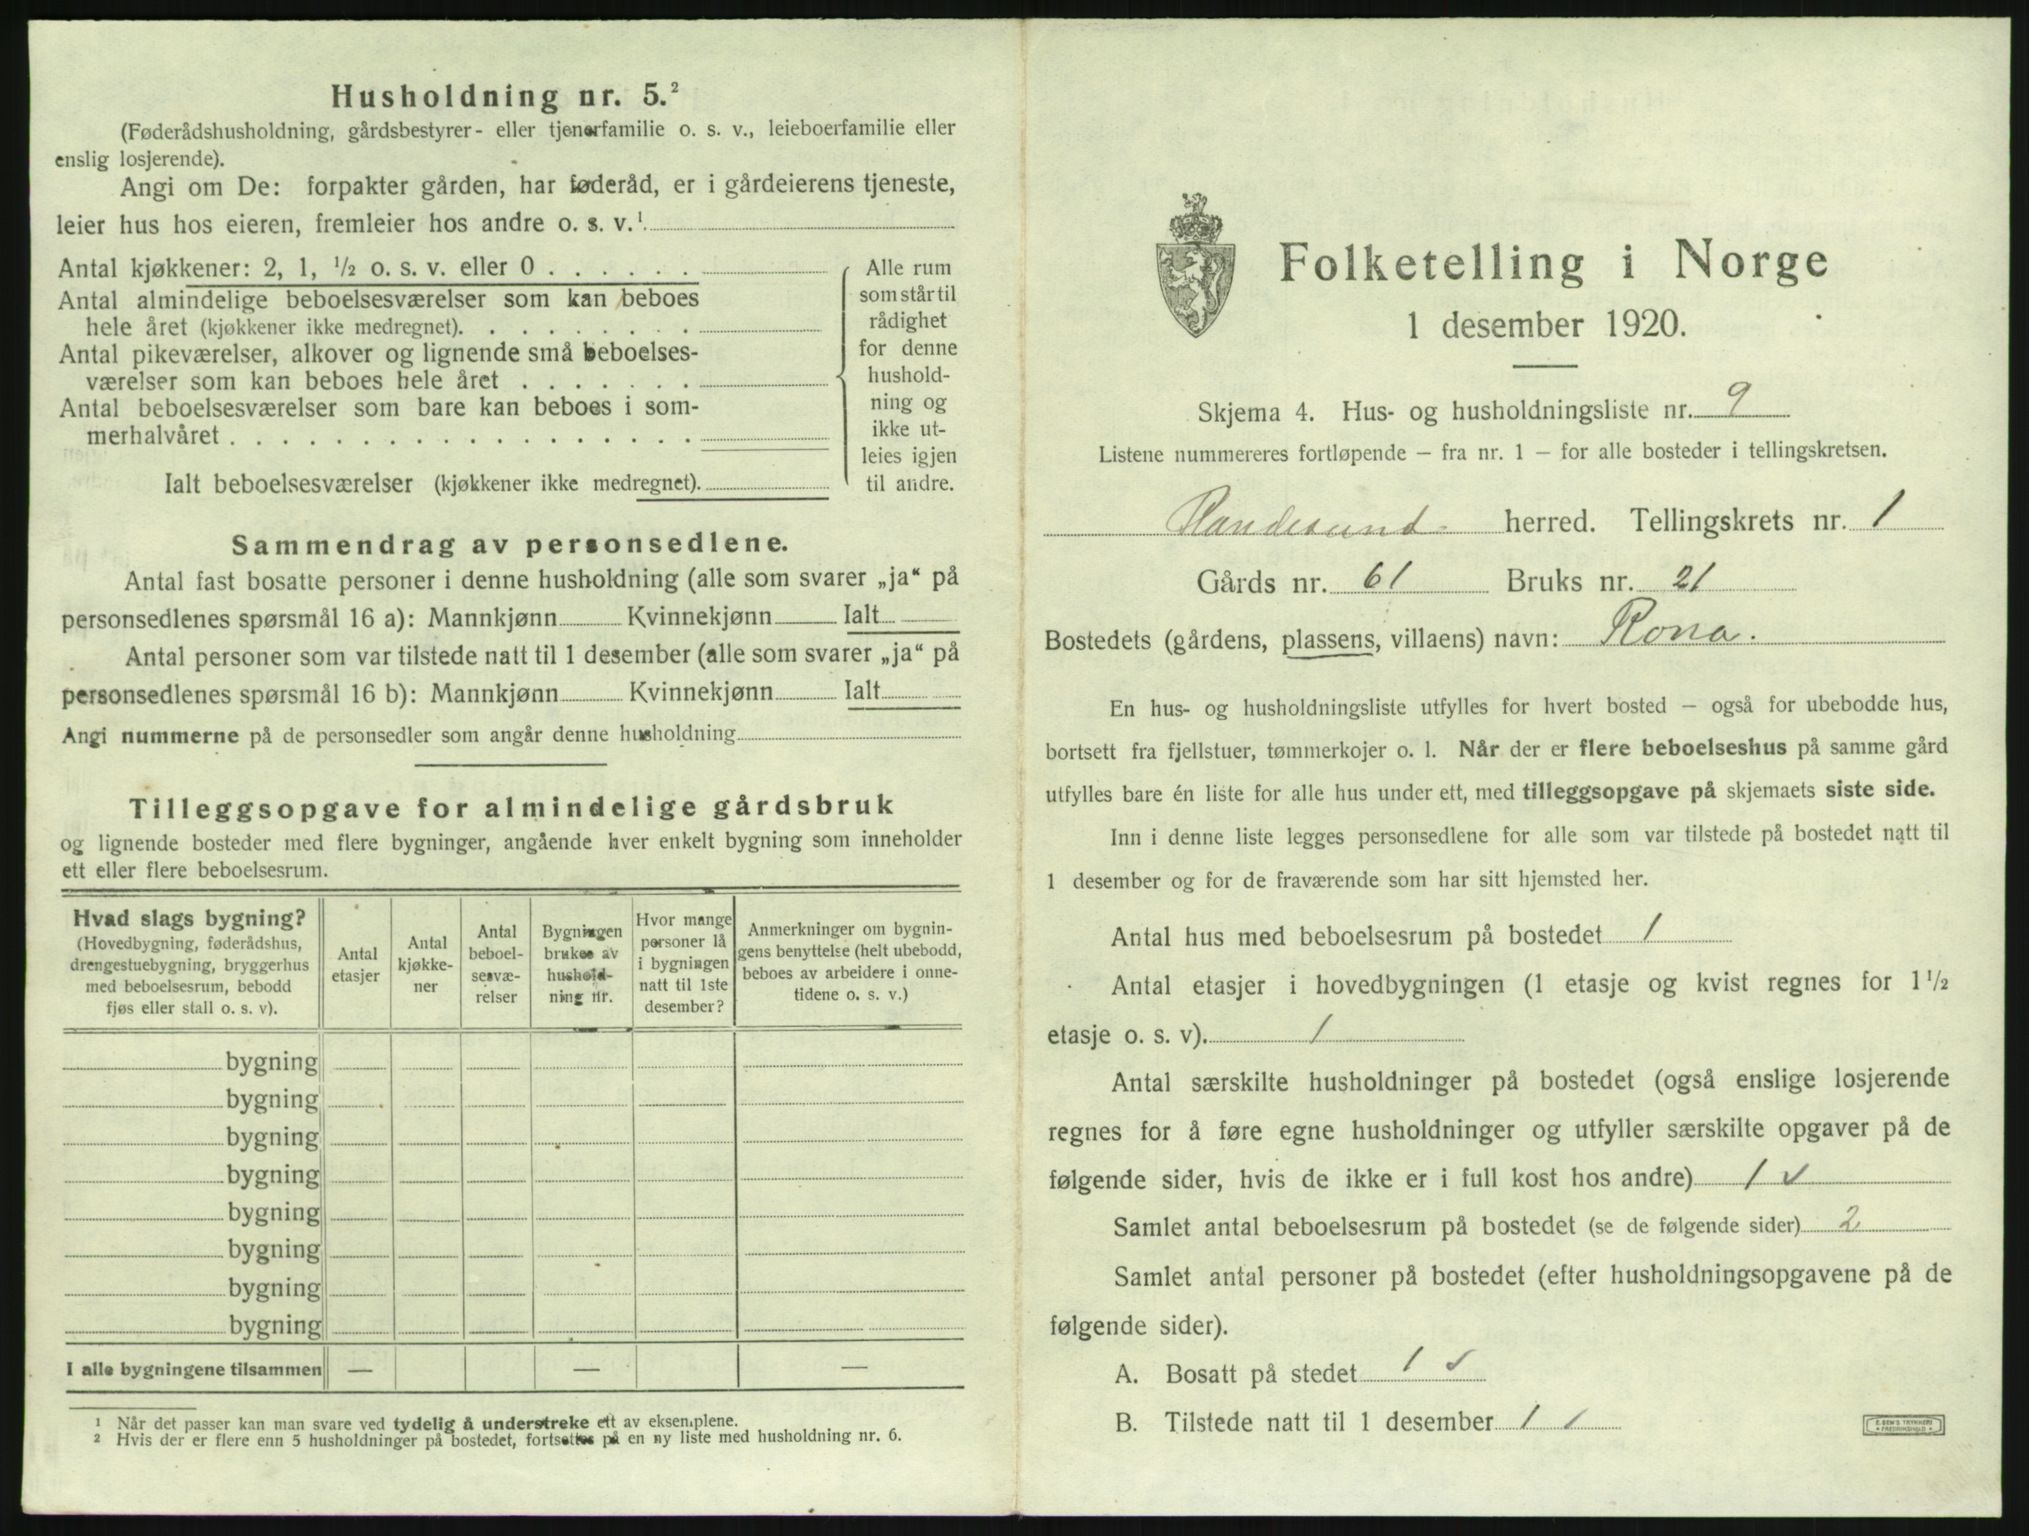 Husholdning nr. 5.²
(Føderådshusholdning, gårdsbestyrer- eller tjenerfamilie o. s. v., leieboerfamilie eller
enslig losjerende).
Angi om De: forpakter gården, har føderåd, er i gårdeierens tjeneste,
leier hus hos eieren, fremleier hos andre o. s. v.¹
Antal kjøkkener: 2, 1, ½ o. s. v. eller 0 . . . . . .
Antal almindelige beboelsesværelser som kan beboes
hele året (kjøkkener ikke medregnet). . . . . . . . .
Antal pikeværelser, alkover og lignende små beboelses-
værelser som kan beboes hele året . . . . . . .
Antal beboelsesværelser som bare kan beboes i som-
merhalvåret . . . . . . . . . . . . . . . . . .
Ialt beboelsesværelser (kjøkkener ikke medregnet).
Alle rum
som står til
rådighet
for denne
hushold-
ning og
ikke ut-
leies igjen
til andre.
Sammendrag av personsedlene.
Antal fast bosatte personer i denne husholdning (alle som svarer „ja“ på
personsedlenes spørsmål 16 a): Mannkjønn Kvinnekjønn Ialt
Antal personer som var tilstede natt til 1 desember (alle som svarer „ja“ på
personsedlenes spørsmål 16 b): Mannkjønn Kvinnekjønn Ialt
Angi nummerne på de personsedler som angår denne husholdning
Tilleggsopgave for almindelige gårdsbruk
og lignende bosteder med flere bygninger, angående hver enkelt bygning som inneholder
ett eller flere beboelsesrum.
Hvad slags bygning?
(Hovedbygning, føderådshus,
drengestuebygning, bryggerhus
med beboelsesrum, bebodd
fjøs eller stall o. s. v).
Antal
etasjer
Antal
kjøkke-
ner
Antal
beboel-
sesvæ-
relser
Bygningen
brukes av
hushold-
ning nr.
Hvor mange
personer lå
i bygningen
natt til 1ste
desember?
Anmerkninger om bygnin-
gens benyttelse (helt ubebodd,
beboes av arbeidere i onne-
tidene o. s. v.)
bygning
bygning
bygning
bygning
bygning
bygning
bygning
bygning
I alle bygningene tilsammen — — —
¹ Når det passer kan man svare ved tydelig å understreke ett av eksemplene.
² Hvis der er flere enn 5 husholdninger på bostedet, fortsettes på en ny liste med husholdning nr. 6.
Folketelling i Norge
1 desember 1920.
Skjema 4. Hus- og husholdningsliste nr. 9
Listene nummereres fortløpende – fra nr. 1 – for alle bosteder i tellingskretsen.
Randesund herred. Tellingskrets nr. 1
Gårds nr. 61 Bruks nr. 21
Bostedets (gårdens, plassens, villaens) navn: Rona.
En hus- og husholdningsliste utfylles for hvert bosted – også for ubebodde hus,
bortsett fra fjellstuer, tømmerkojer o. l. Når der er flere beboelseshus på samme gård
utfylles bare én liste for alle hus under ett, med tilleggsopgave på skjemaets siste side.
Inn i denne liste legges personsedlene for alle som var tilstede på bostedet natt til
1 desember og for de fraværende som har sitt hjemsted her.
Antal hus med beboelsesrum på bostedet 1
Antal etasjer i hovedbygningen (1 etasje og kvist regnes for 1½
etasje o. s. v). 1
Antal særskilte husholdninger på bostedet (også enslige losjerende
regnes for å føre egne husholdninger og utfyller særskilte opgaver på de
følgende sider, hvis de ikke er i full kost hos andre) 1 ✓
Samlet antal beboelsesrum på bostedet (se de følgende sider) 2
Samlet antal personer på bostedet (efter husholdningsopgavene på de
følgende sider).
A. Bosatt på stedet 1 ✓
B. Tilstede natt til 1 desember 1 ✓